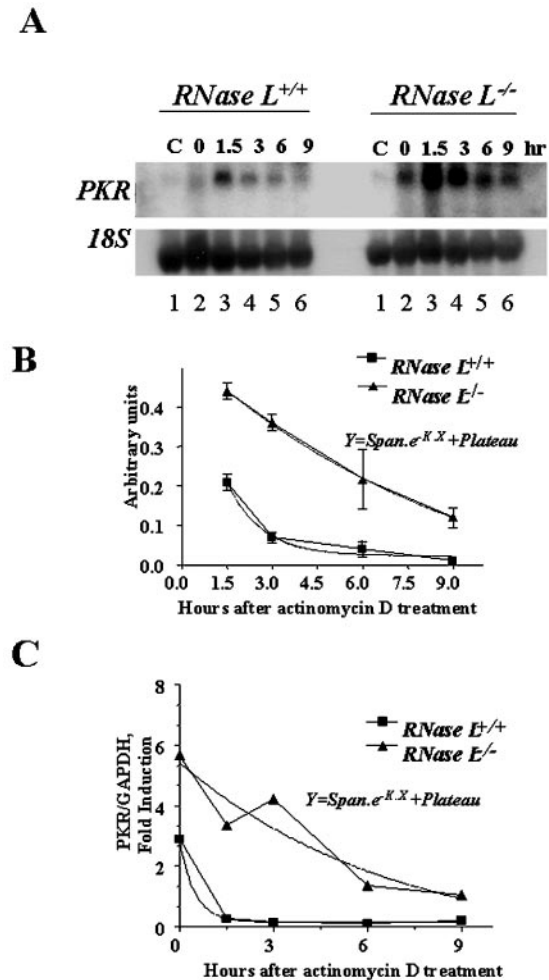 A
RNase L+/+ RNase L-/-
C 0 1.5 3 6 9 C 0 1.5 3 6 9 hr
PKR
18S
1 2 3 4 5 6 1 2 3 4 5 6
B
RNase L+/+
RNase L-/-
Y=Span.e-K.X+Plateau
Arbitrary units
0.4
0.3
0.2
0.1
0.0
0.0 1.5 3.0 4.5 6.0 7.5 9.0
Hours after actinomycin D treatment
C
RNase L+/+
RNase L-/-
Y=Span.e-K.X+Plateau
PKR/GAPDH,
Fold Induction
8
6
4
2
0
0 3 6 9
Hours after actinomycin D treatment